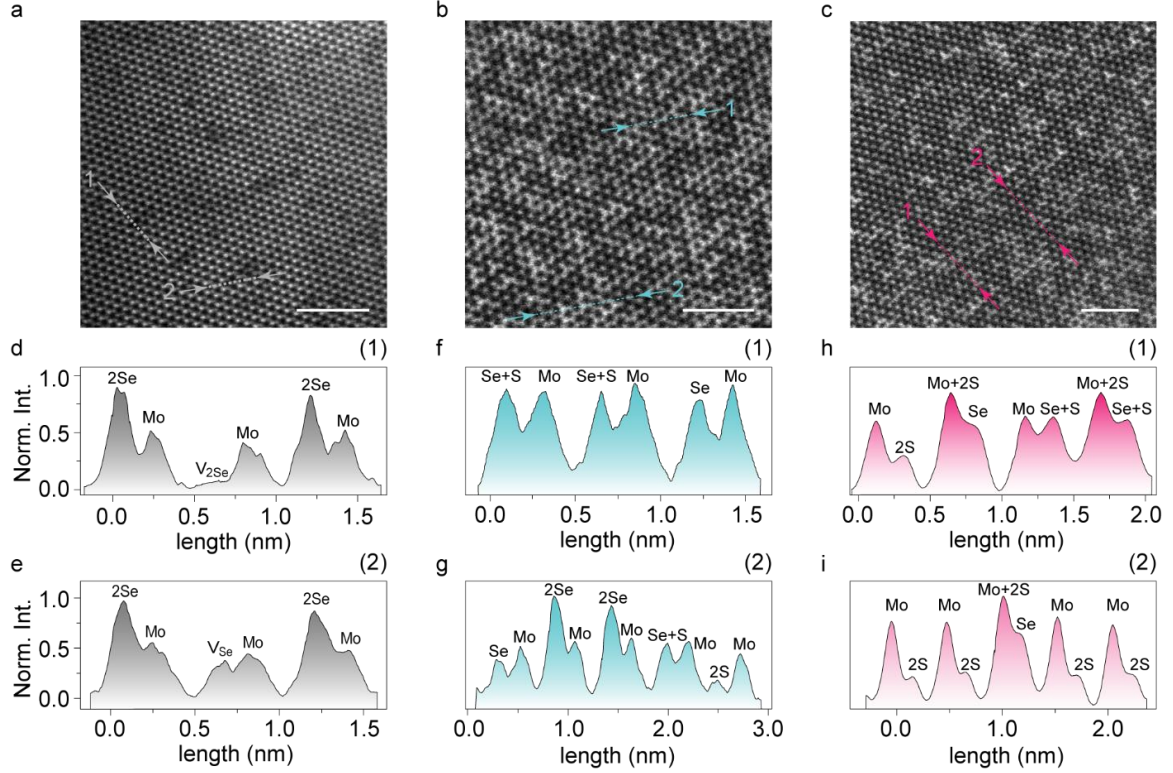 a
b
c
1
2
1
2
2
1
d
(1)
2Se
Mo
V2Se
Mo
2Se
Mo
Norm. Int.
1.0
0.5
0.0
0.0 0.5 1.0 1.5
length (nm)
f
(1)
Se+S
Mo
Se+S
Mo
Se
Mo
0.0 0.5 1.0 1.5
length (nm)
h
(1)
Mo
2S
Mo+2S
Se
Mo
Se+S
Mo+2S
Se+S
0.0 0.5 1.0 1.5 2.0
length (nm)
e
(2)
2Se
Mo
VSe
Mo
2Se
Mo
Norm. Int.
1.0
0.5
0.0
0.0 0.5 1.0 1.5
length (nm)
g
(2)
Se
Mo
2Se
Mo
2Se
Mo
Se+S
Mo
2S
Mo
0.0 1.0 2.0 3.0
length (nm)
i
(2)
Mo
2S
Mo
2S
Mo+2S
Se
Mo
2S
Mo
2S
0.0 1.0 2.0
length (nm)